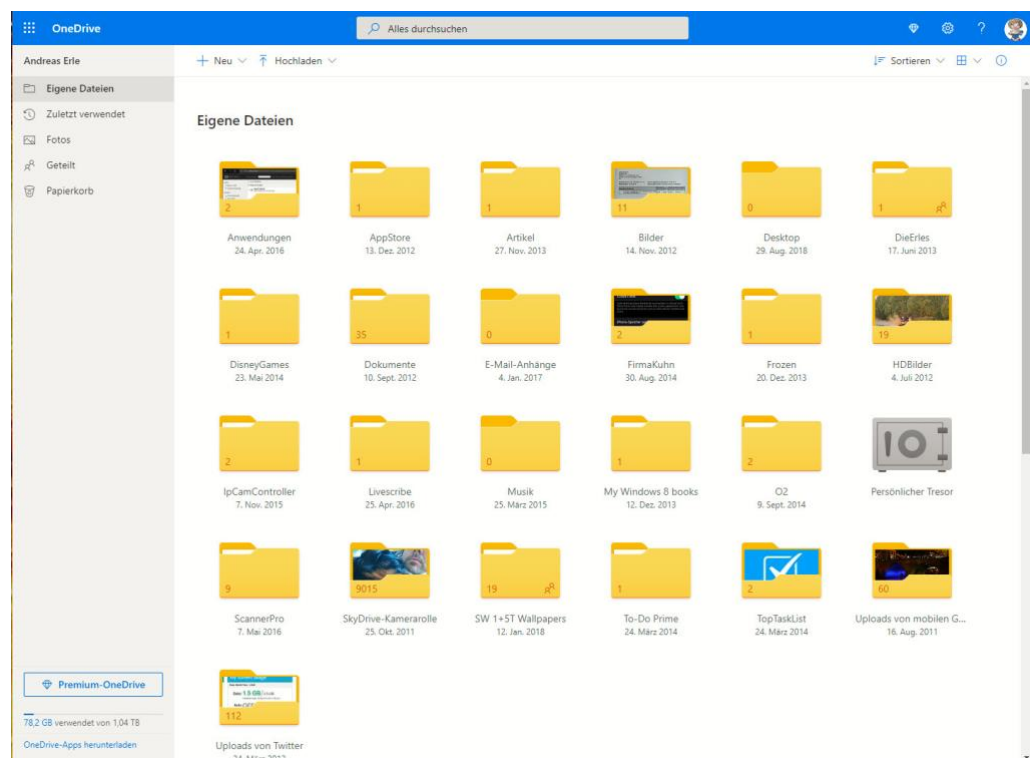 OneDrive
Alles durchsuchen
?
Andreas Erle
Neu
Hochladen
Sortieren
Eigene Dateien
Zuletzt verwendet
Fotos
Geteilt
Papierkorb
Eigene Dateien
2 1 1 11 0 1
Anwendungen AppStore Artikel Bilder Desktop DieErles
24. Apr. 2016 13. Dez. 2012 27. Nov. 2013 14. Nov. 2012 29. Aug. 2018 17. Juni 2013
1 35 0 2 1 19
DisneyGames Dokumente E-Mail-Anhänge FirmaKuhn Frozen HDBilder
23. Mai 2014 10. Sept. 2012 4. Jan. 2017 30. Aug. 2014 20. Dez. 2013 4. Juli 2012
2 1 0 1 2
IpCamController Livescribe Musik My Windows 8 books O2 Persönlicher Tresor
7. Nov. 2015 25. Apr. 2016 25. März 2015 12. Dez. 2013 9. Sept. 2014
9 9015 19 1 2 60
ScannerPro SkyDrive-Kamerarolle SW 1+5T Wallpapers To-Do Prime TopTaskList Uploads von mobilen G...
7. Mai 2016 25. Okt. 2011 12. Jan. 2018 24. März 2014 24. März 2014 16. Aug. 2011
112
Uploads von Twitter
Premium-OneDrive
78,2 GB verwendet von 1,04 TB
OneDrive-Apps herunterladen